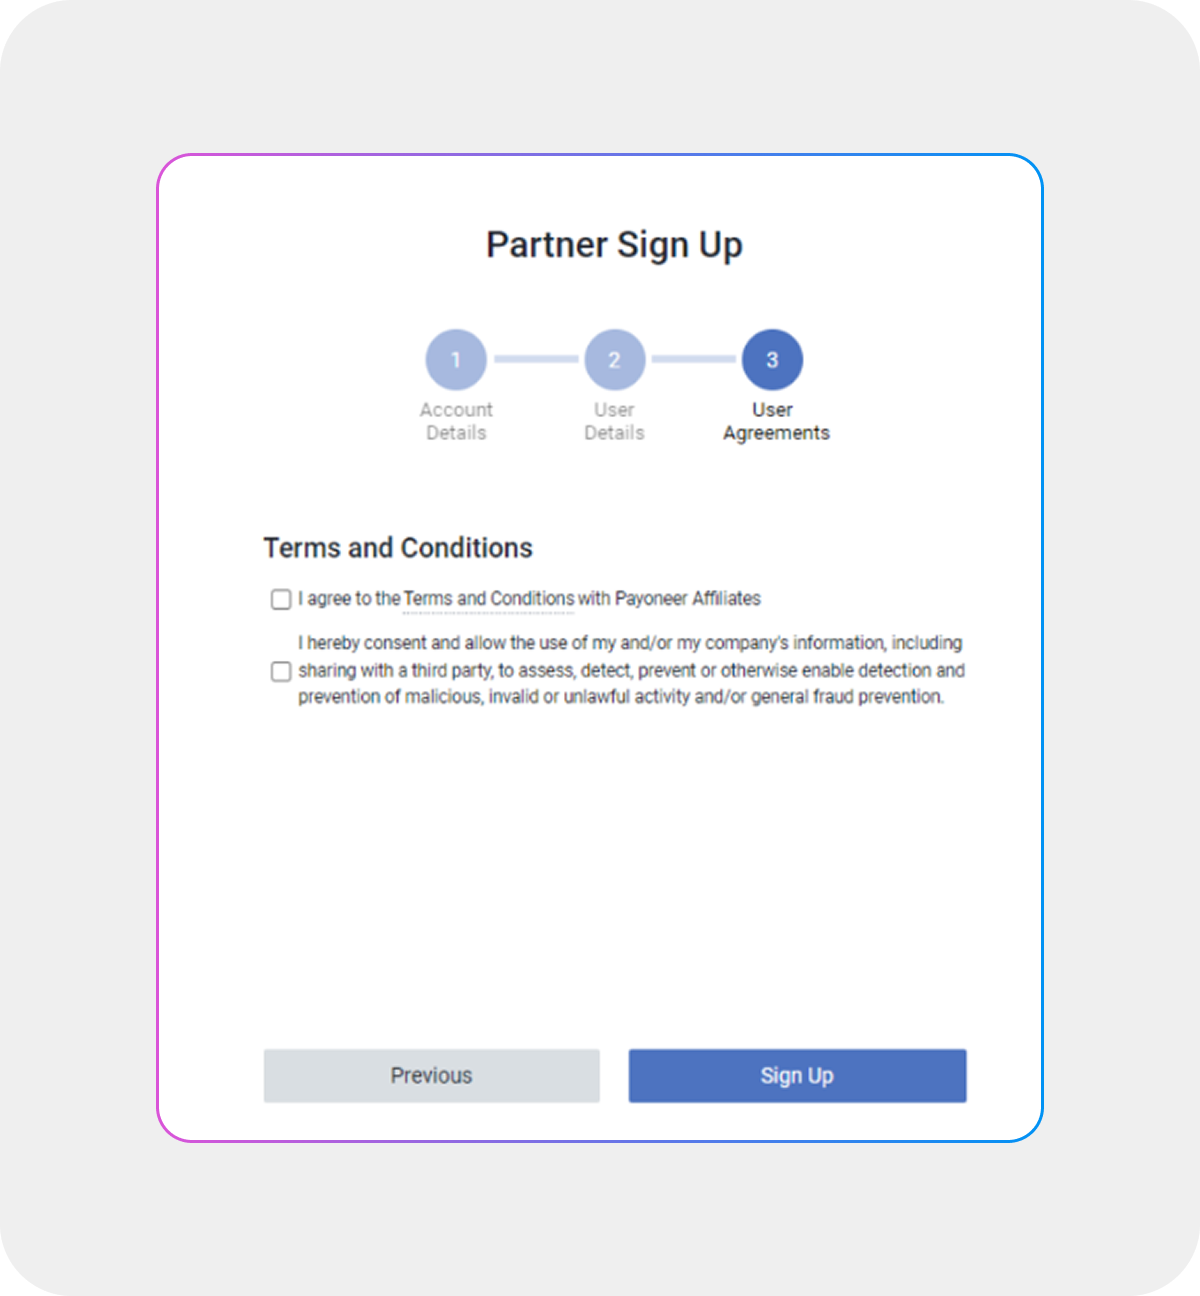 Partner Sign Up
1
2
3
Account
Details
User
Details
User
Agreements
Terms and Conditions
I agree to the Terms and Conditions with Payoneer Affiliates
I hereby consent and allow the use of my and/or my company's information, including
sharing with a third party, to assess, detect, prevent or otherwise enable detection and
prevention of malicious, invalid or unlawful activity and/or general fraud prevention.
Previous
Sign Up